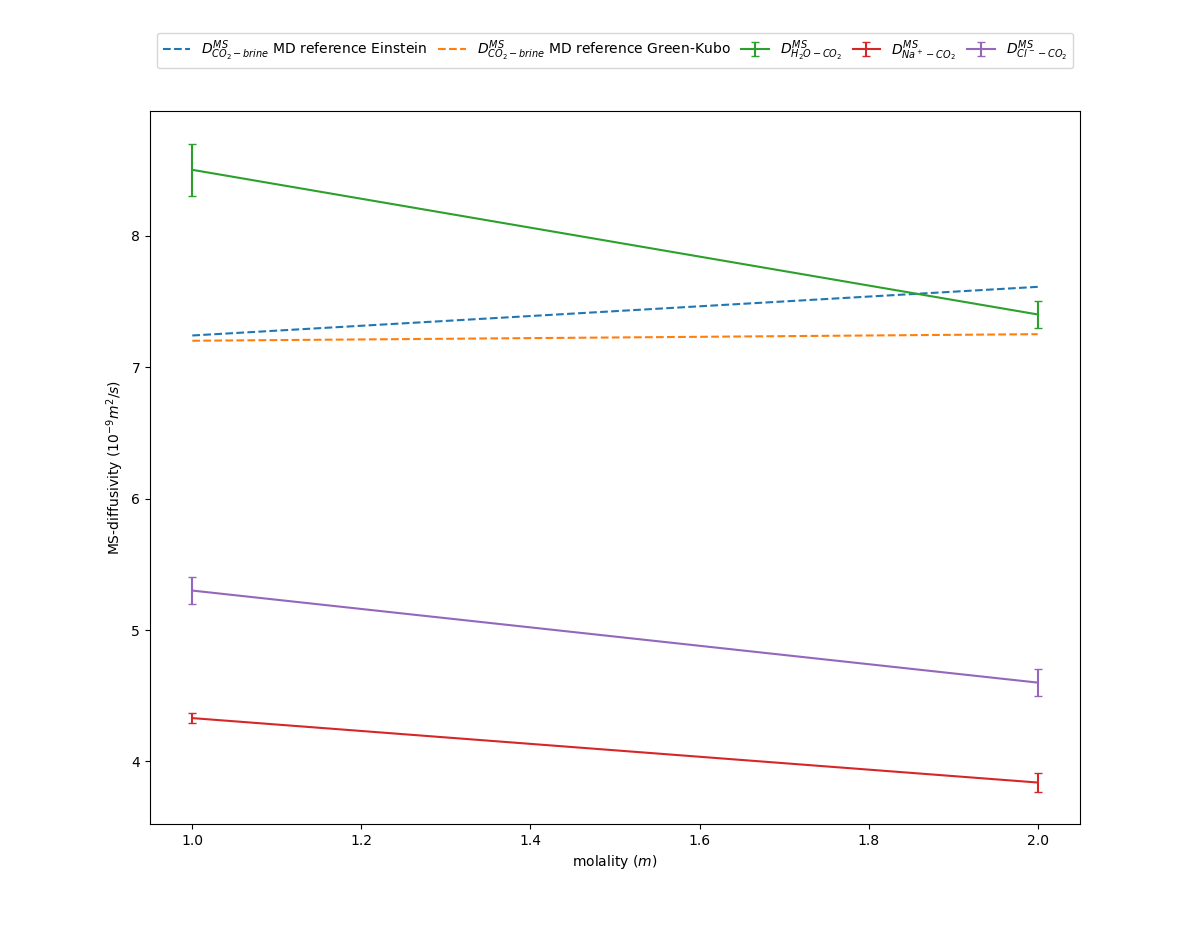 D^{MS}_{CO_2-brine} MD reference Einstein D^{MS}_{CO_2-brine} MD reference Green-Kubo D^{MS}_{H_2O-CO_2} D^{MS}_{Na^+-CO_2} D^{MS}_{Cl^--CO_2}
8
7
6
5
4
MS-diffusivity (10^{-9}m^2/s)
1.0 1.2 1.4 1.6 1.8 2.0
molality (m)